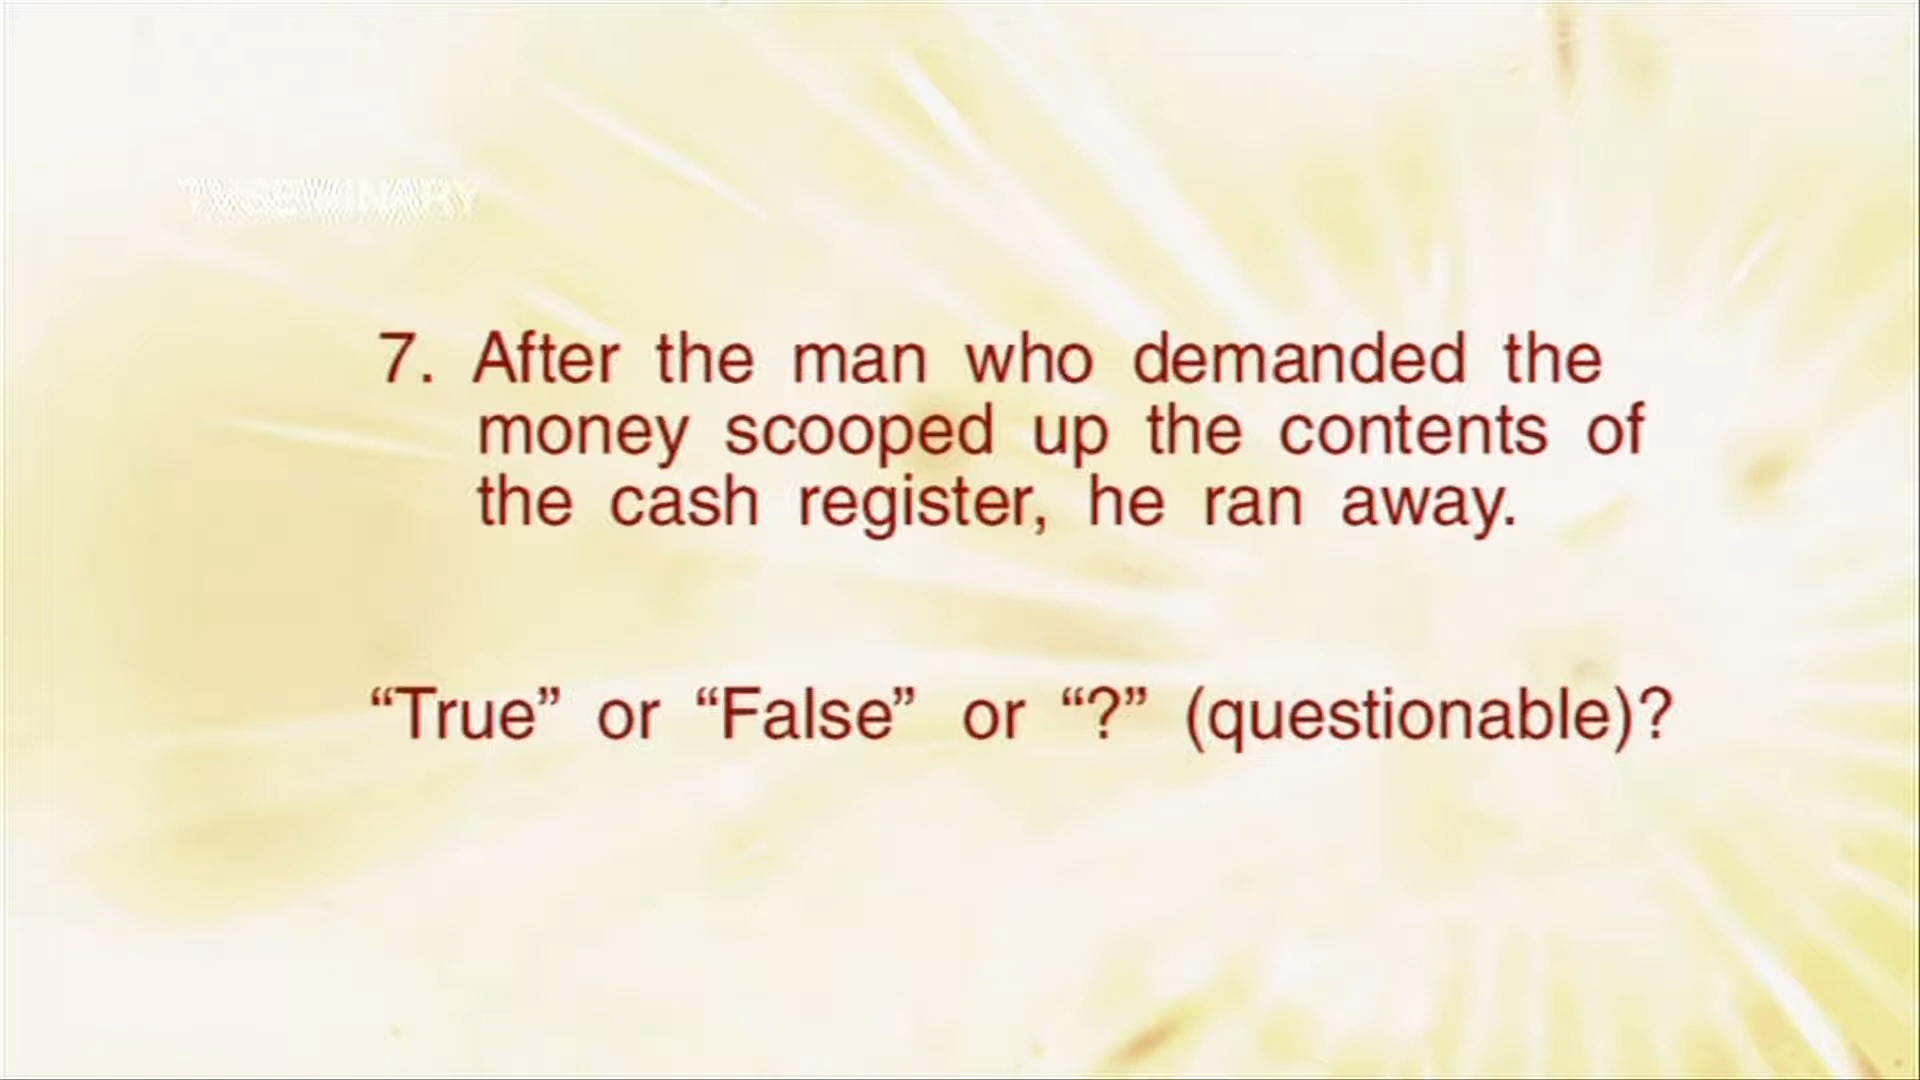 TVSEMINARY
7. After the man who demanded the
money scooped up the contents of
the cash register, he ran away.
“True” or “False” or “?” (questionable)?